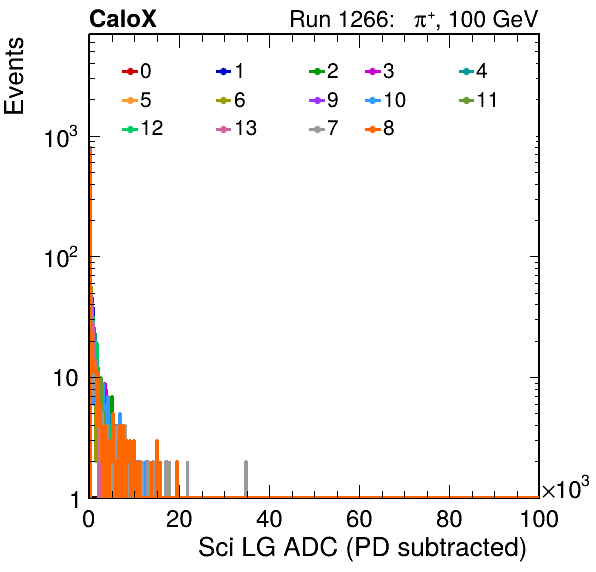 CaloX Run 1266: π⁺, 100 GeV
Events
0 1 2 3 4
5 6 9 10 11
12 13 7 8
10³
10²
10
1
0 20 40 60 80 100
×10³
Sci LG ADC (PD subtracted)